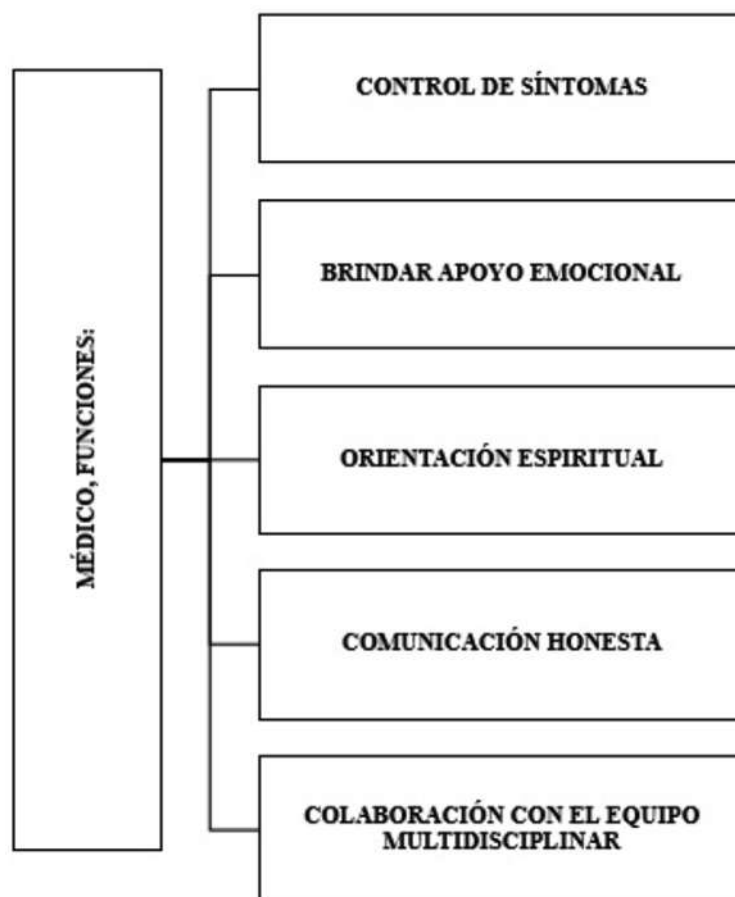 MÉDICO, FUNCIONES:
CONTROL DE SÍNTOMAS
BRINDAR APOYO EMOCIONAL
ORIENTACIÓN ESPIRITUAL
COMUNICACIÓN HONESTA
COLABORACIÓN CON EL EQUIPO
MULTIDISCIPLINAR